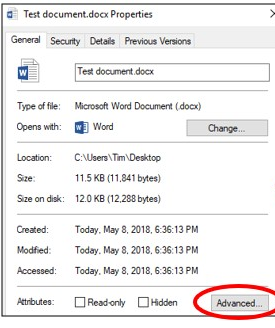 Test document.docx Properties
General Security Details Previous Versions
Test document.docx
Type of file: Microsoft Word Document (.docx)
Opens with: Word Change...
Location: C:\Users\Tim\Desktop
Size: 11.5 KB (11,841 bytes)
Size on disk: 12.0 KB (12,288 bytes)
Created: Today, May 8, 2018, 6:36:13 PM
Modified: Today, May 8, 2018, 6:36:13 PM
Accessed: Today, May 8, 2018, 6:36:13 PM
Attributes: Read-only Hidden Advanced...